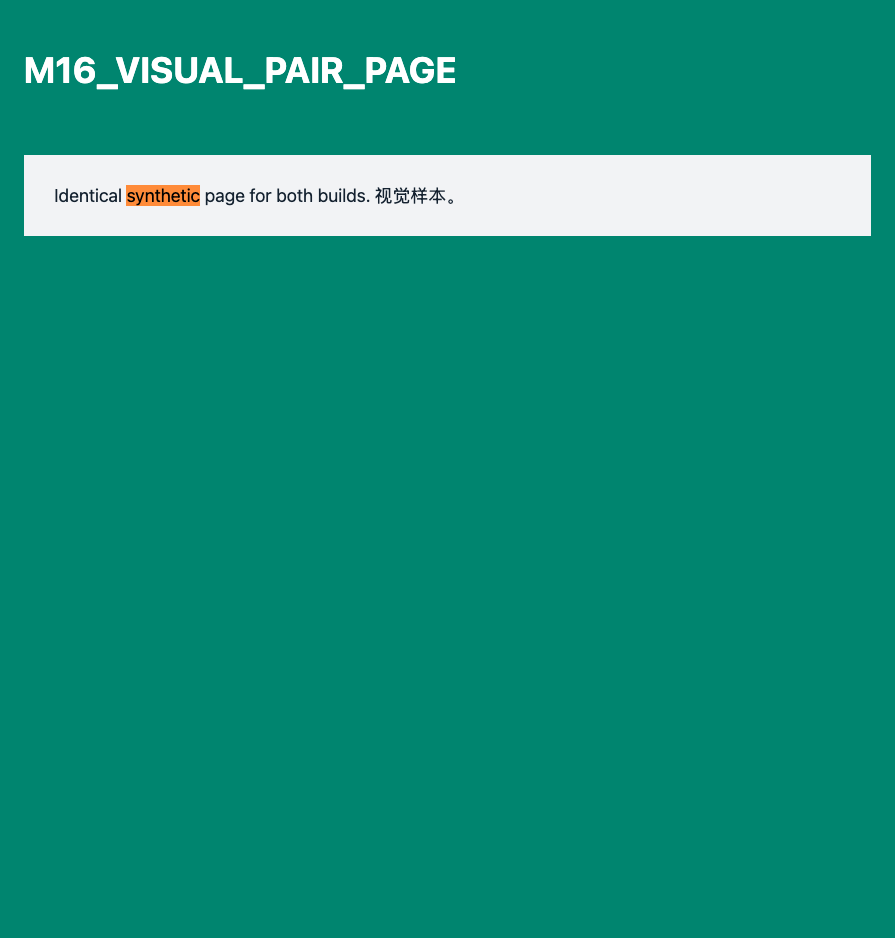 M16_VISUAL_PAIR_PAGE
Identical synthetic page for both builds. 视觉样本。